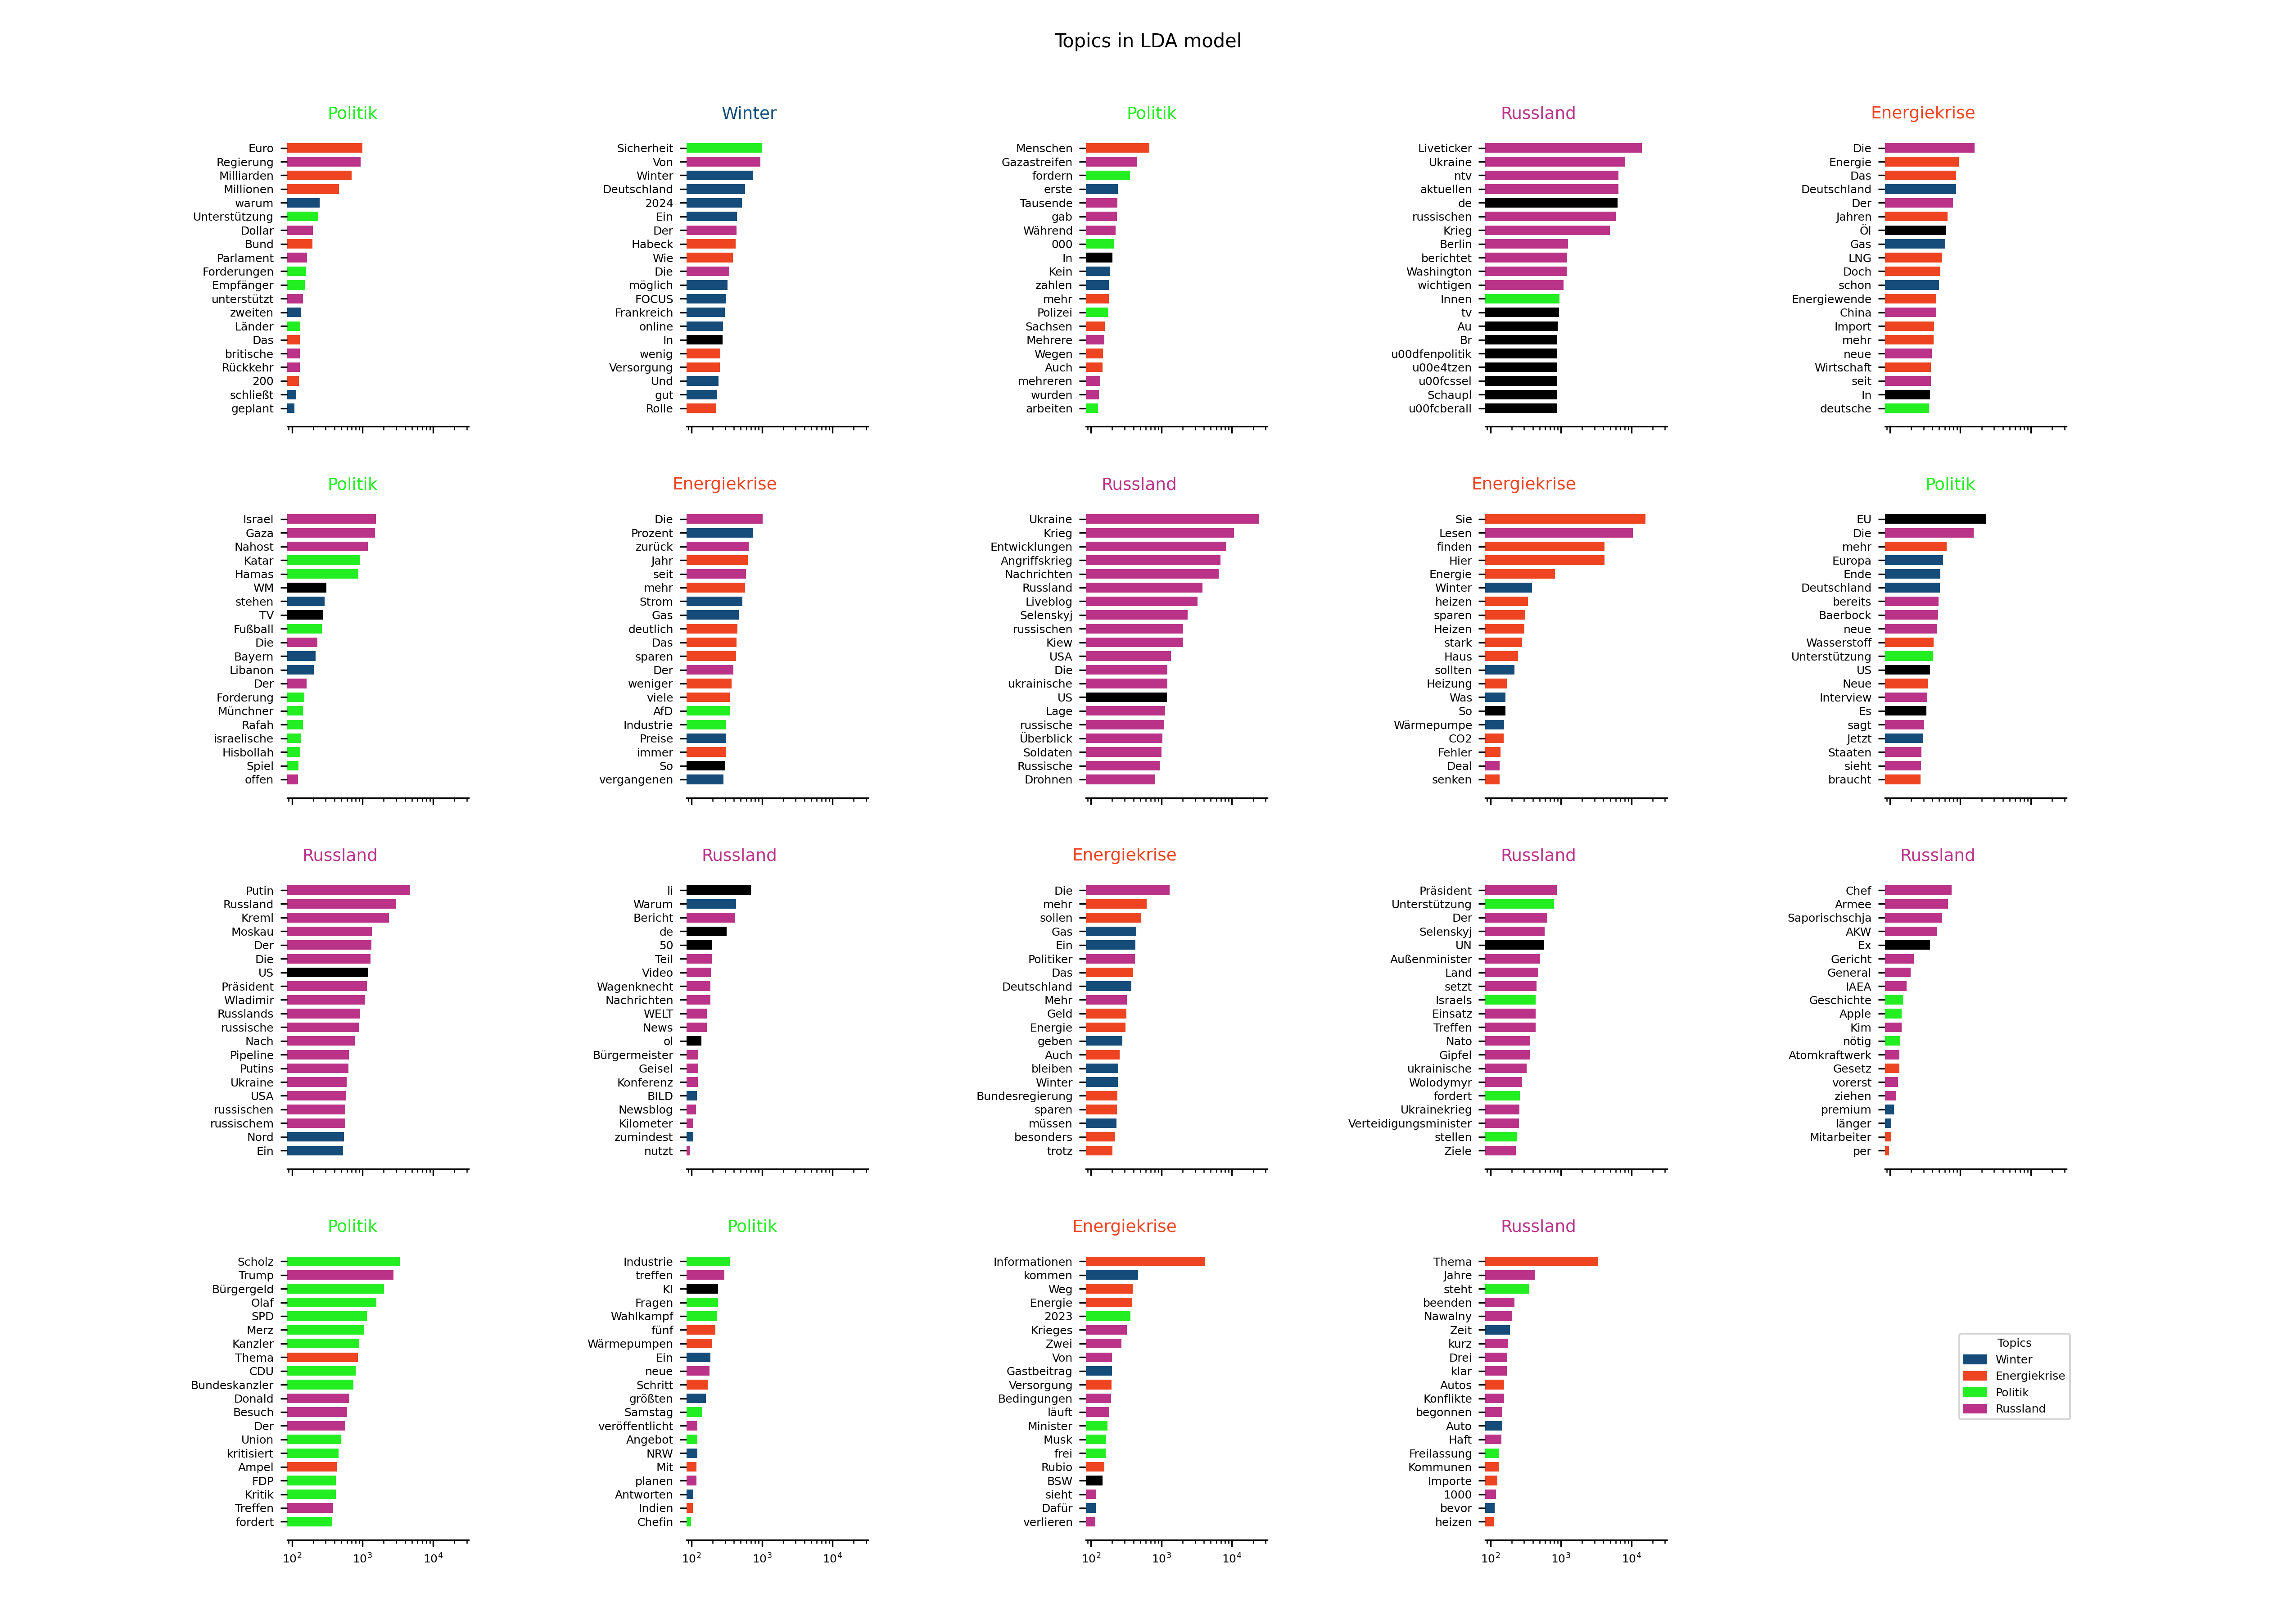 Topics in LDA model
Politik
Euro
Regierung
Milliarden
Millionen
warum
Unterstützung
Dollar
Bund
Parlament
Forderungen
Empfänger
unterstützt
zweiten
Länder
Das
britische
Rückkehr
200
schließt
geplant
Winter
Sicherheit
Von
Winter
Deutschland
2024
Ein
Der
Habeck
Wie
Die
möglich
FOCUS
Frankreich
online
In
wenig
Versorgung
Und
gut
Rolle
Politik
Menschen
Gazastreifen
fordern
erste
Tausende
gab
Während
000
In
Kein
zahlen
mehr
Polizei
Sachsen
Mehrere
Wegen
Auch
mehreren
wurden
arbeiten
Russland
Liveticker
Ukraine
ntv
aktuellen
de
russischen
Krieg
Berlin
berichtet
Washington
wichtigen
Innen
tv
Au
Br
u00dfenpolitik
u00e4tzen
u00fcssel
Schaupl
u00fcberall
Energiekrise
Die
Energie
Das
Deutschland
Der
Jahren
Öl
Gas
LNG
Doch
schon
Energiewende
China
Import
mehr
neue
Wirtschaft
seit
In
deutsche
Politik
Israel
Gaza
Nahost
Katar
Hamas
WM
stehen
TV
Fußball
Die
Bayern
Libanon
Der
Forderung
Münchner
Rafah
israelische
Hisbollah
Spiel
offen
Energiekrise
Die
Prozent
zurück
Jahr
seit
mehr
Strom
Gas
deutlich
Das
sparen
Der
weniger
viele
AfD
Industrie
Preise
immer
So
vergangenen
Russland
Ukraine
Krieg
Entwicklungen
Angriffskrieg
Nachrichten
Russland
Liveblog
Selenskyj
russischen
Kiew
USA
Die
ukrainische
US
Lage
russische
Überblick
Soldaten
Russische
Drohnen
Energiekrise
Sie
Lesen
finden
Hier
Energie
Winter
heizen
sparen
Heizen
stark
Haus
sollten
Heizung
Was
So
Wärmepumpe
CO2
Fehler
Deal
senken
Politik
EU
Die
mehr
Europa
Ende
Deutschland
bereits
Baerbock
neue
Wasserstoff
Unterstützung
US
Neue
Interview
Es
sagt
Jetzt
Staaten
sieht
braucht
Russland
Putin
Russland
Kreml
Moskau
Der
Die
US
Präsident
Wladimir
Russlands
russische
Nach
Pipeline
Putins
Ukraine
USA
russischen
russischem
Nord
Ein
Russland
li
Warum
Bericht
de
50
Teil
Video
Wagenknecht
Nachrichten
WELT
News
ol
Bürgermeister
Geisel
Konferenz
BILD
Newsblog
Kilometer
zumindest
nutzt
Energiekrise
Die
mehr
sollen
Gas
Ein
Politiker
Das
Deutschland
Mehr
Geld
Energie
geben
Auch
bleiben
Winter
Bundesregierung
sparen
müssen
besonders
trotz
Russland
Präsident
Unterstützung
Der
Selenskyj
UN
Außenminister
Land
setzt
Israels
Einsatz
Treffen
Nato
Gipfel
ukrainische
Wolodymyr
fordert
Ukrainekrieg
Verteidigungsminister
stellen
Ziele
Russland
Chef
Armee
Saporischschja
AKW
Ex
Gericht
General
IAEA
Geschichte
Apple
Kim
nötig
Atomkraftwerk
Gesetz
vorerst
ziehen
premium
länger
Mitarbeiter
per
Politik
Scholz
Trump
Bürgergeld
Olaf
SPD
Merz
Kanzler
Thema
CDU
Bundeskanzler
Donald
Besuch
Der
Union
kritisiert
Ampel
FDP
Kritik
Treffen
fordert
10² 10³ 10⁴
Politik
Industrie
treffen
KI
Fragen
Wahlkampf
fünf
Wärmepumpen
Ein
neue
Schritt
größten
Samstag
veröffentlicht
Angebot
NRW
Mit
planen
Antworten
Indien
Chefin
10² 10³ 10⁴
Energiekrise
Informationen
kommen
Weg
Energie
2023
Krieges
Zwei
Von
Gastbeitrag
Versorgung
Bedingungen
läuft
Minister
Musk
frei
Rubio
BSW
sieht
Dafür
verlieren
10² 10³ 10⁴
Russland
Thema
Jahre
steht
beenden
Nawalny
Zeit
kurz
Drei
klar
Autos
Konflikte
begonnen
Auto
Haft
Freilassung
Kommunen
Importe
1000
bevor
heizen
10² 10³ 10⁴
Topics
Winter
Energiekrise
Politik
Russland